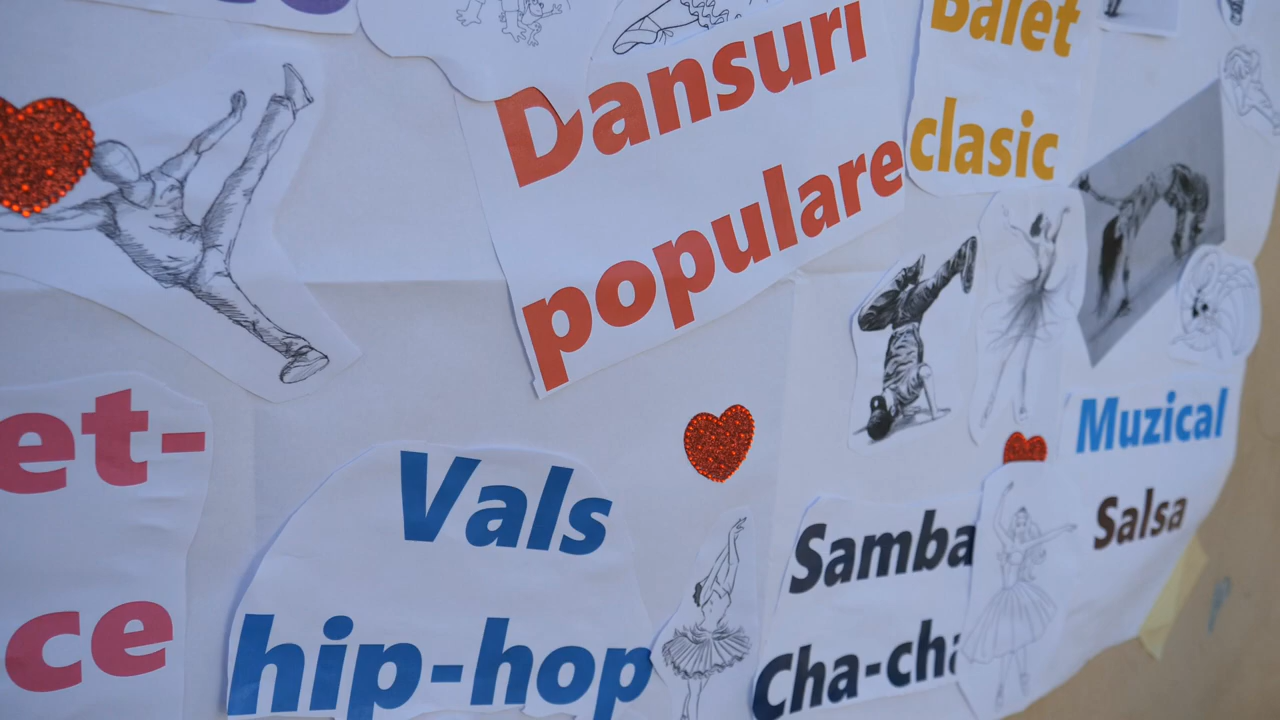 Dansuri
populare
Balet
clasic
et-
ce
Vals
hip-hop
Samba
Cha-cha
Muzical
Salsa